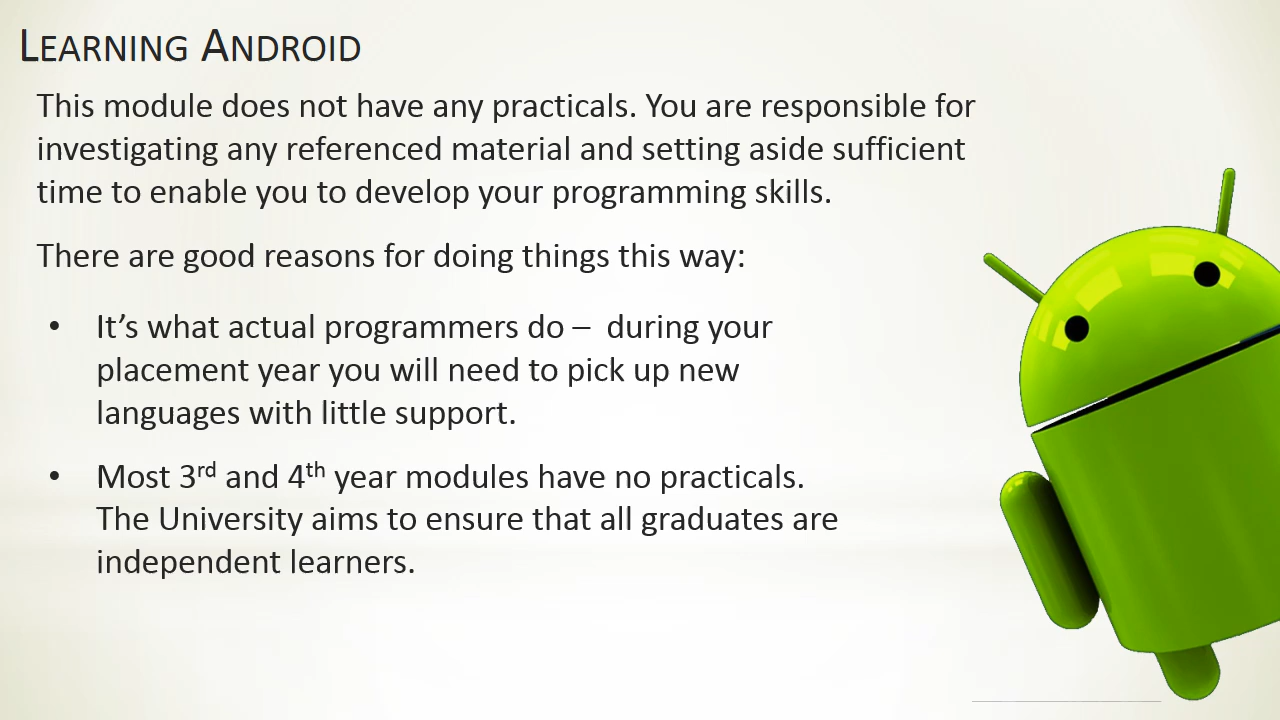 LEARNING ANDROID
This module does not have any practicals. You are responsible for
investigating any referenced material and setting aside sufficient
time to enable you to develop your programming skills.
There are good reasons for doing things this way:
• It’s what actual programmers do – during your
placement year you will need to pick up new
languages with little support.
• Most 3rd and 4th year modules have no practicals.
The University aims to ensure that all graduates are
independent learners.